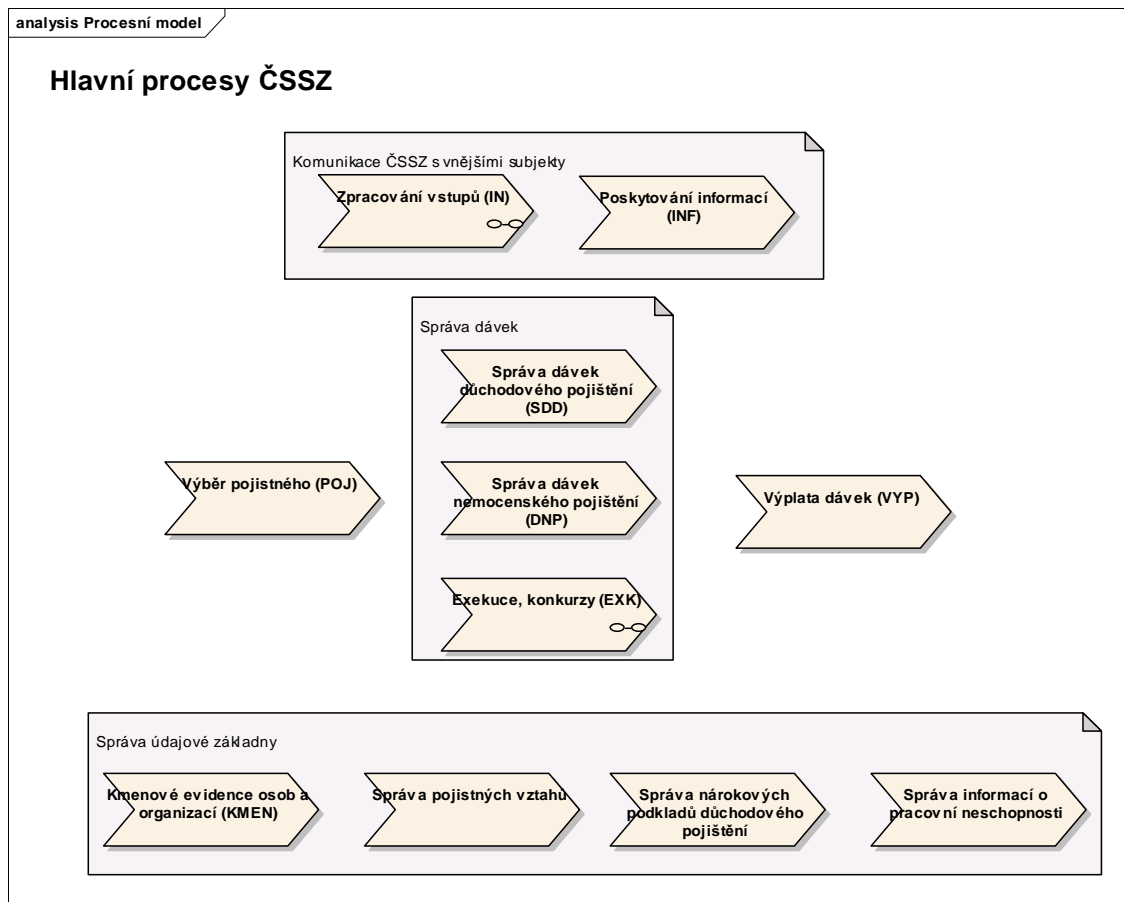 analysis Procesní model
Hlavní procesy ČSSZ
Komunikace ČSSZ s vnějšími subjekty
Zpracování vstupů (IN)
Poskytování informací
(INF)
Správa dávek
Správa dávek
důchodového pojištění
(SDD)
Výběr pojistného (POJ)
Správa dávek
nemocenského pojištění
(DNP)
Výplata dávek (VYP)
Exekuce, konkurzy (EXK)
Správa údajové základny
Kmenové evidence osob a
organizací (KMEN)
Správa pojistných vztahů
Správa nárokových
podkladů důchodového
pojištění
Správa informací o
pracovní neschopnosti